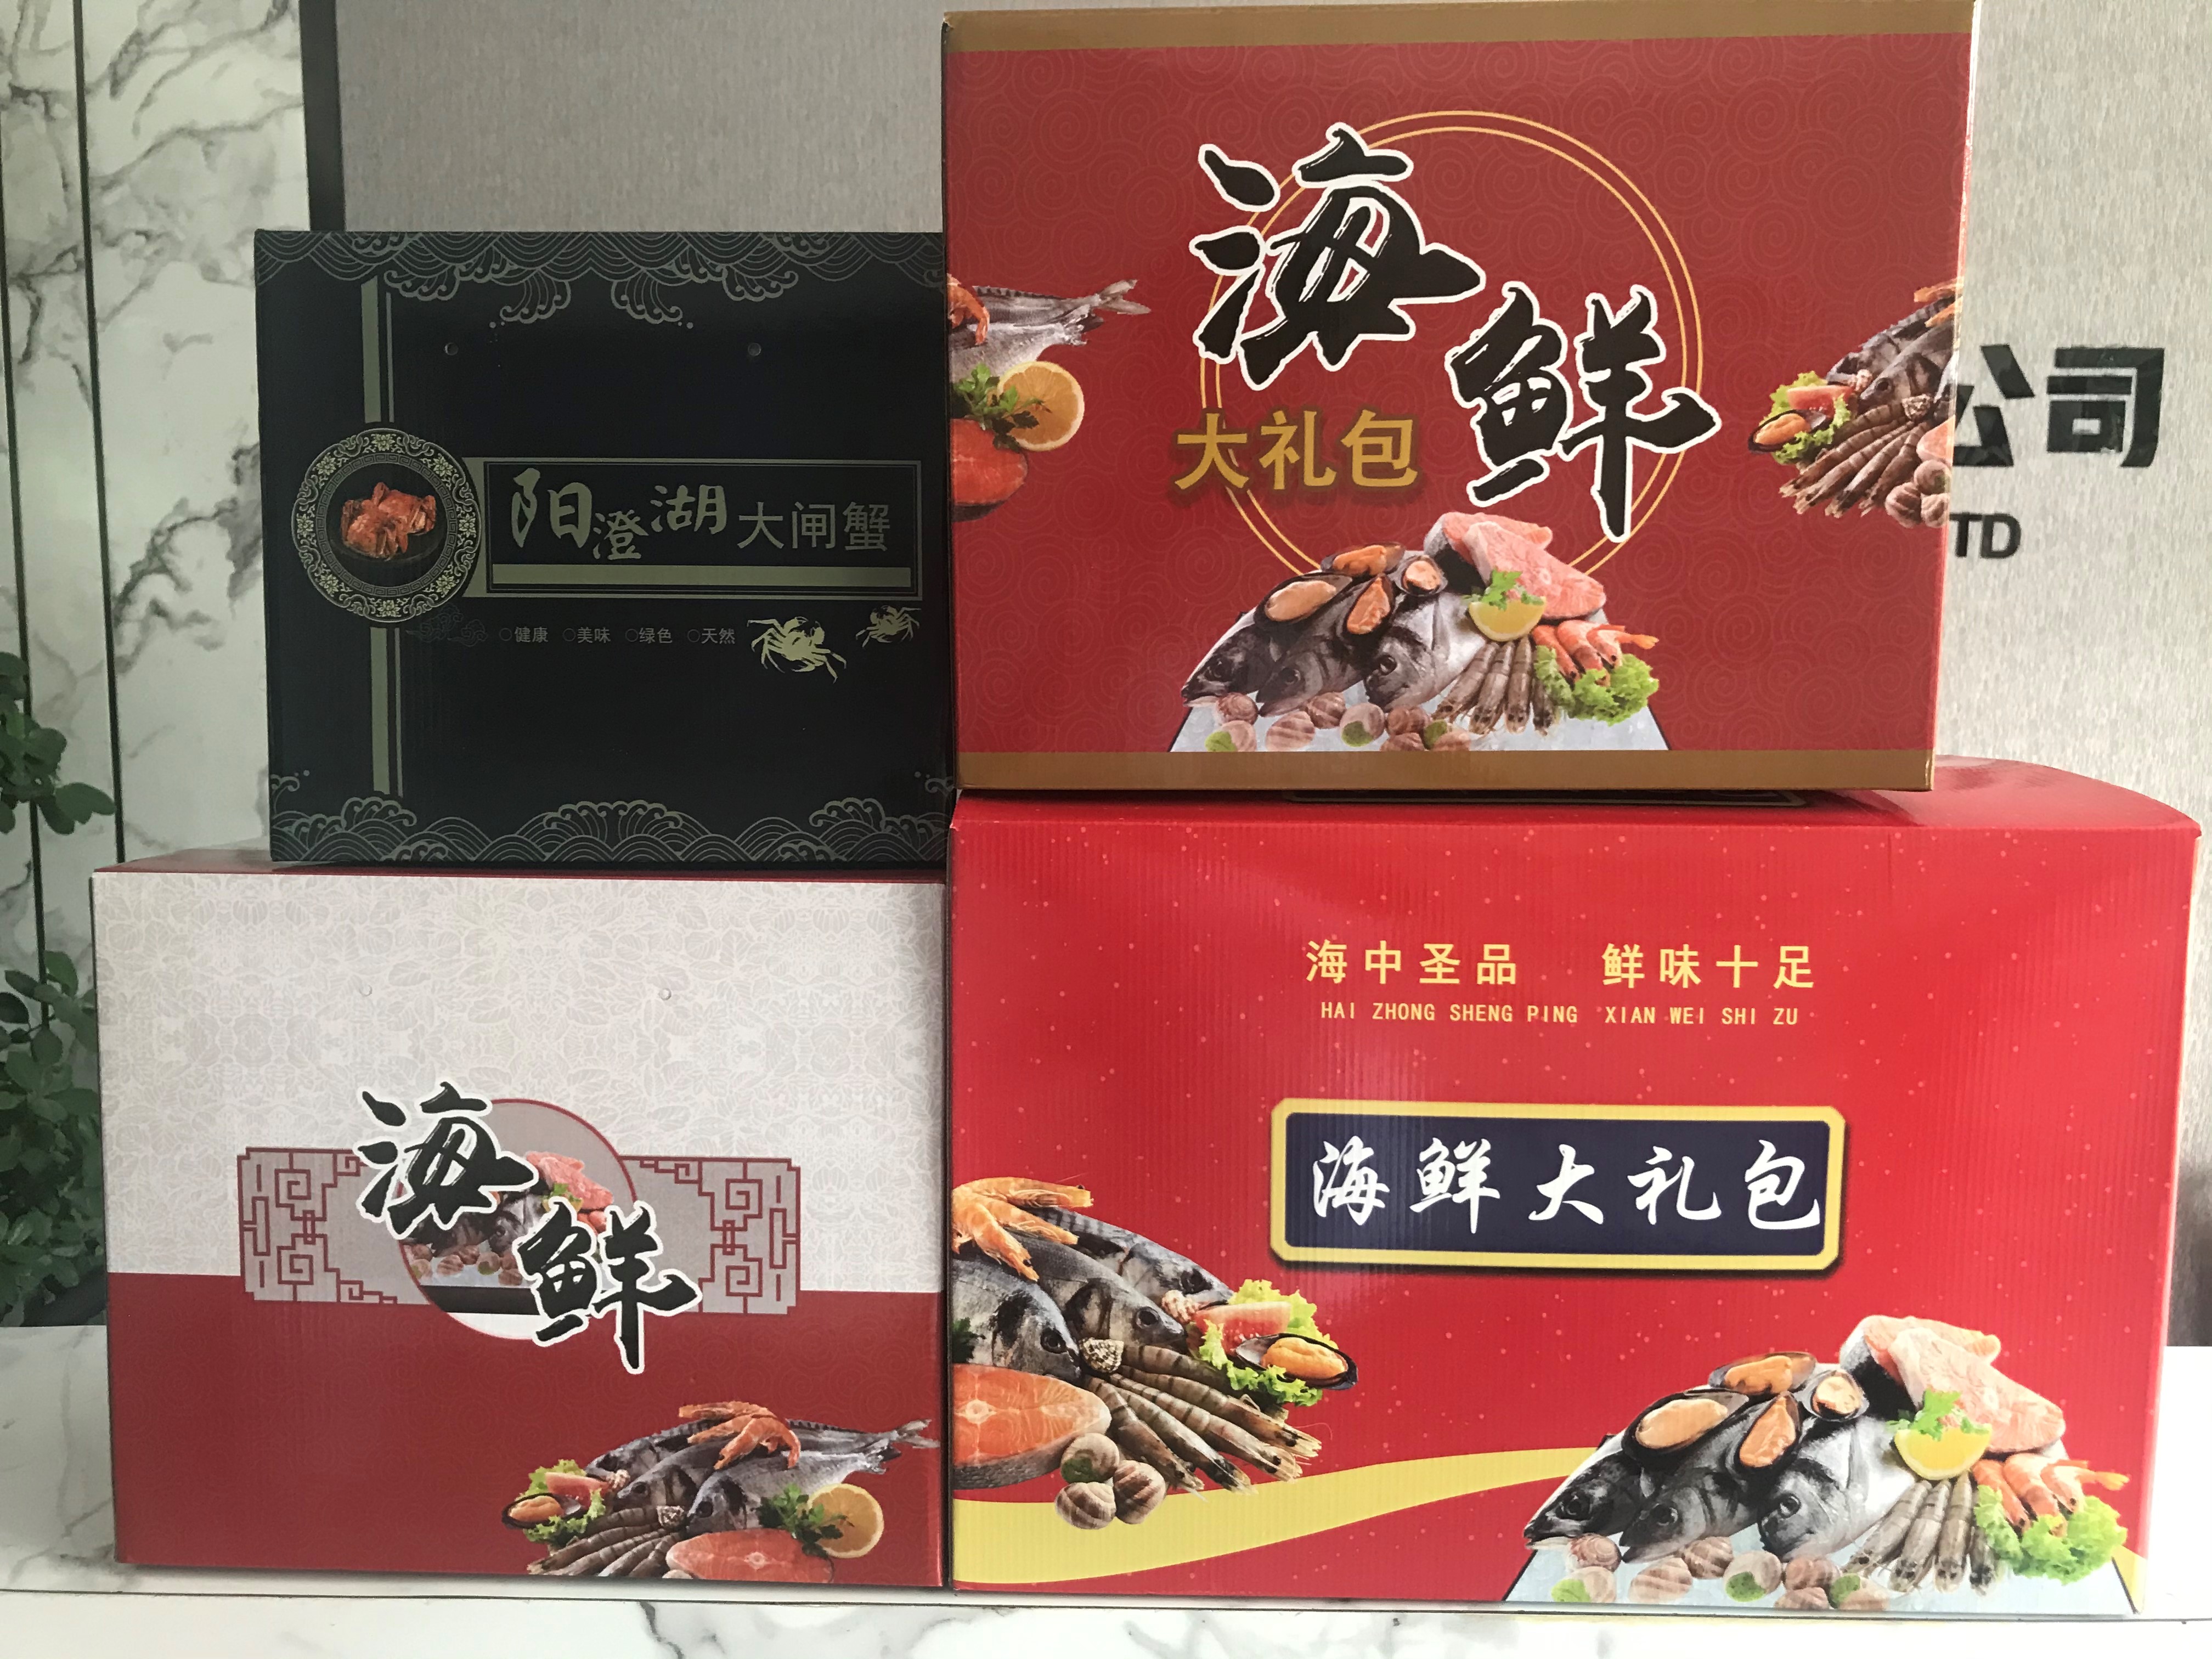 阳澄湖大闸蟹
○健康 ○美味 ○绿色 ○天然
海鲜
大礼包
公司
TD
海鲜
海中圣品 鲜味十足
HAI ZHONG SHENG PING XIAN WEI SHI ZU
海鲜大礼包